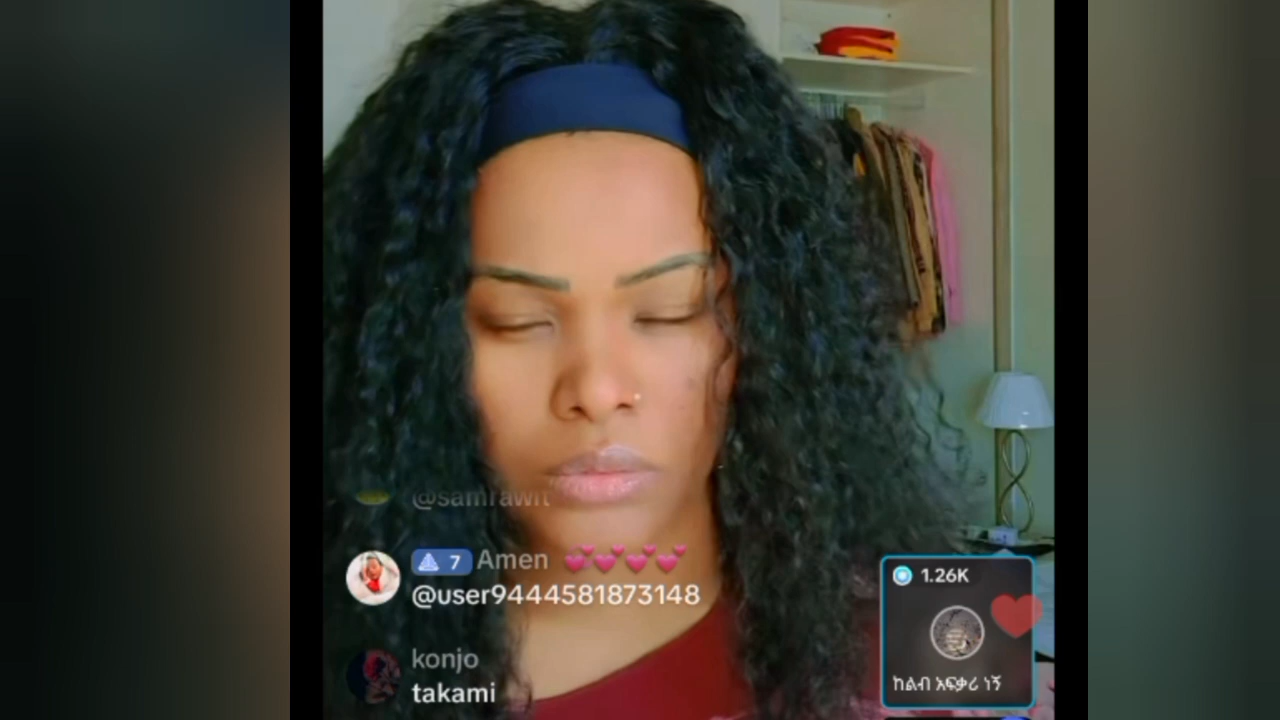 @samrawit
7 Amen 💕💕💕💕
@user9444581873148
konjo
takami
1.26K
ከልብ አፍቃሪ ነኝ